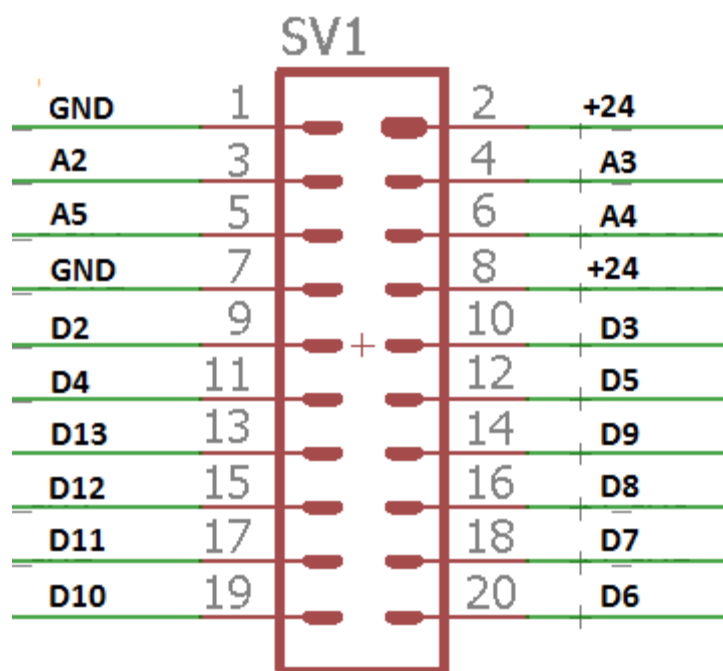 SV1
GND 1 2 +24
A2 3 4 A3
A5 5 6 A4
GND 7 8 +24
D2 9 10 D3
D4 11 12 D5
D13 13 14 D9
D12 15 16 D8
D11 17 18 D7
D10 19 20 D6